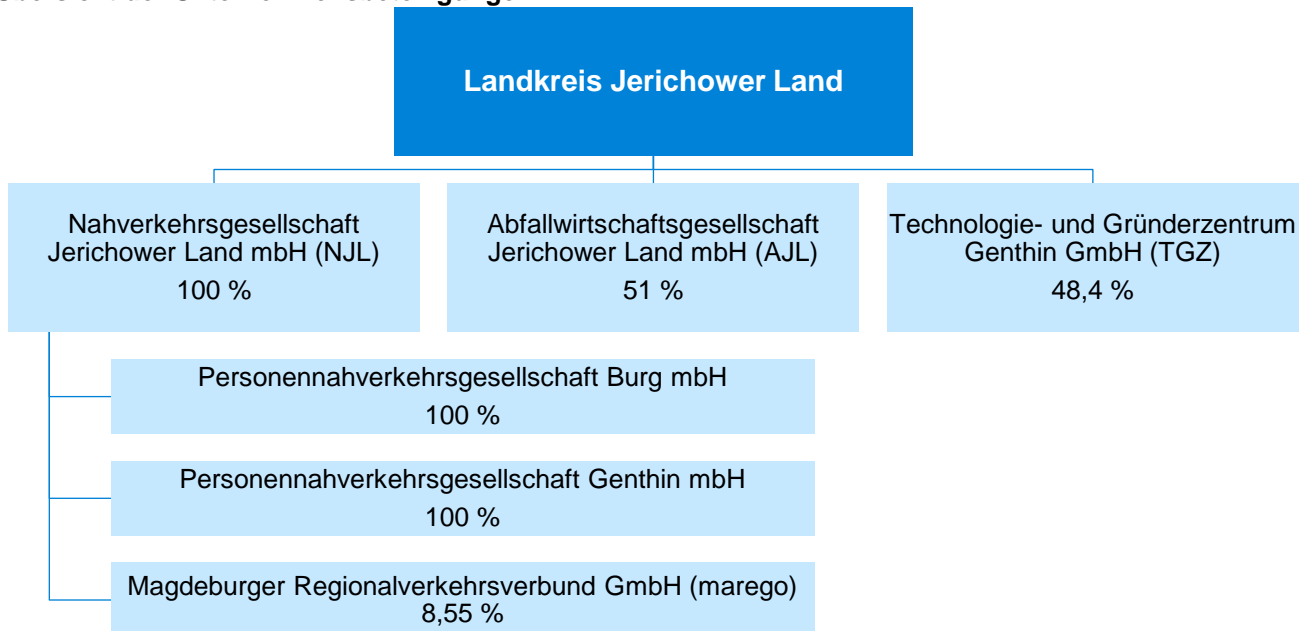 Landkreis Jerichower Land
Nahverkehrsgesellschaft
Jerichower Land mbH (NJL)
100 %
Abfallwirtschaftsgesellschaft
Jerichower Land mbH (AJL)
51 %
Technologie- und Gründerzentrum
Genthin GmbH (TGZ)
48,4 %
Personennahverkehrsgesellschaft Burg mbH
100 %
Personennahverkehrsgesellschaft Genthin mbH
100 %
Magdeburger Regionalverkehrsverbund GmbH (marego)
8,55 %